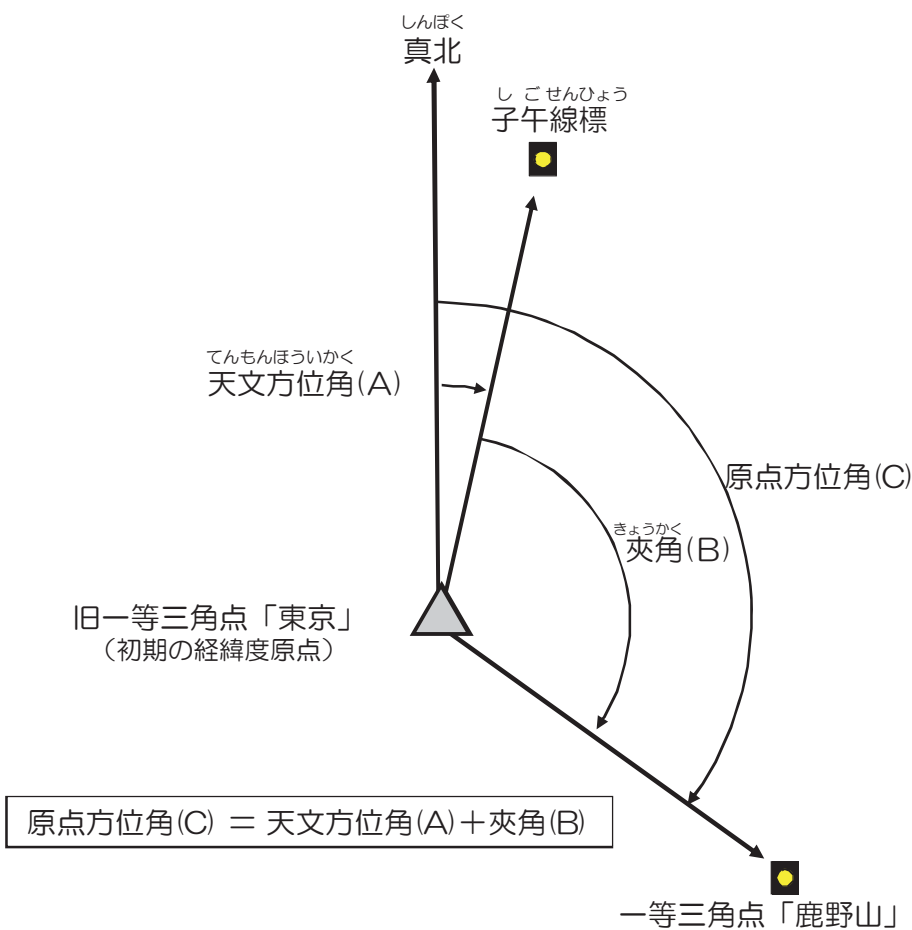 しんぽく
真北
しごせんひょう
子午線標
てんもんほういかく
天文方位角(A)
原点方位角(C)
きょうかく
夾角(B)
旧一等三角点「東京」
（初期の経緯度原点）
原点方位角(C) ＝ 天文方位角(A)＋夾角(B)
一等三角点「鹿野山」